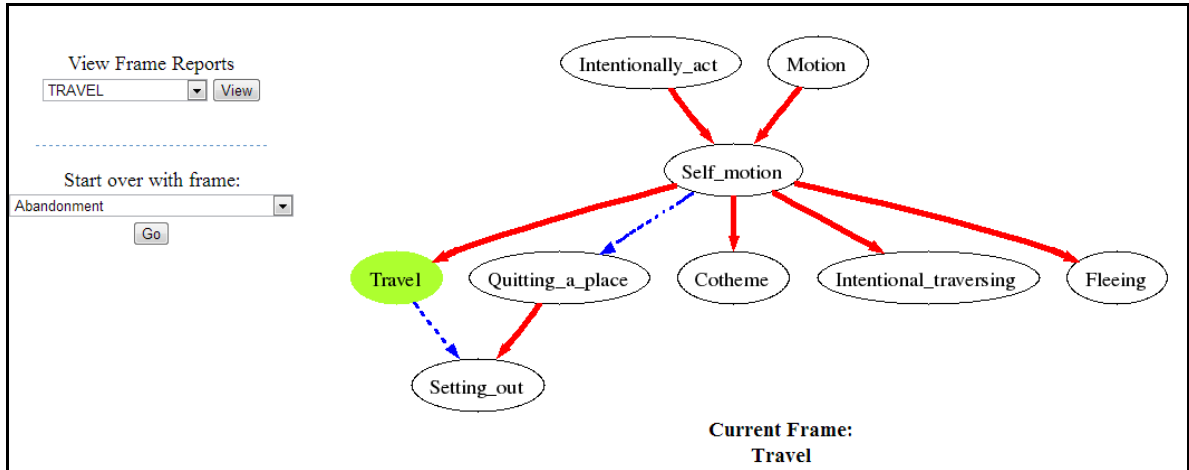 View Frame Reports
TRAVEL
View
Start over with frame:
Abandonment
Go
Intentionally_act
Motion
Self_motion
Travel
Quitting_a_place
Cotheme
Intentional_traversing
Fleeing
Setting_out
Current Frame:
Travel